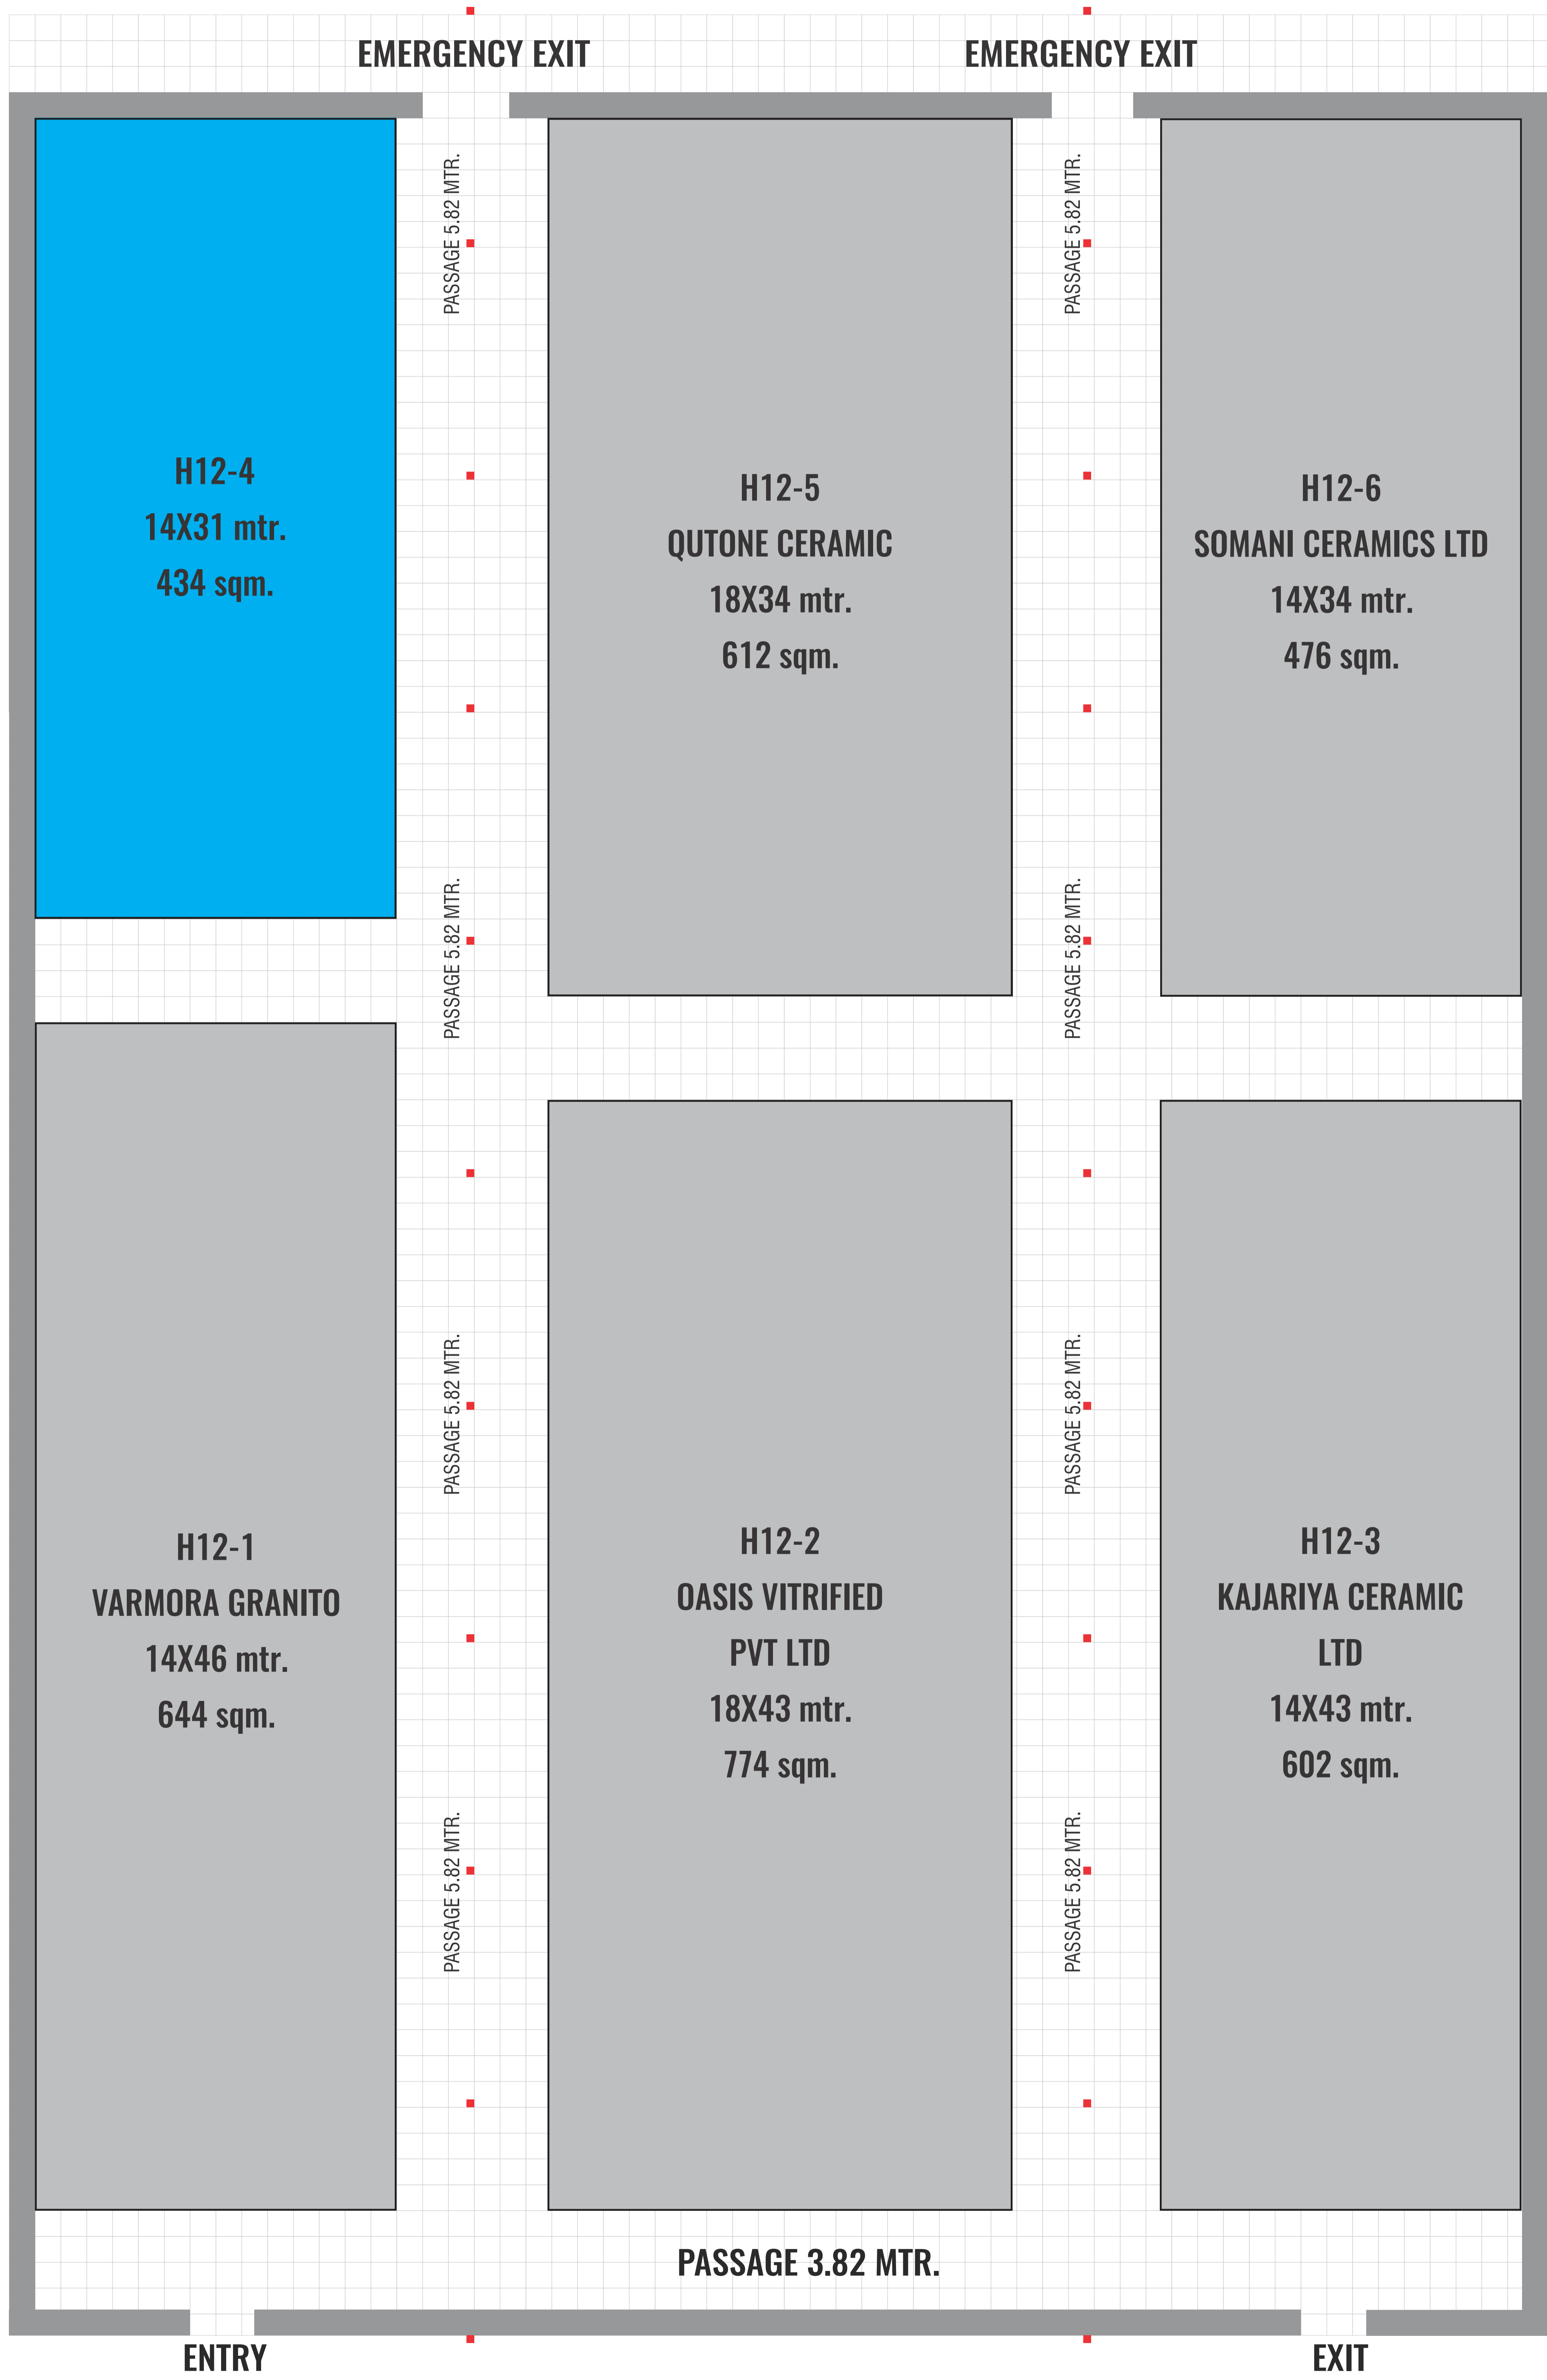 EMERGENCY EXIT
EMERGENCY EXIT
PASSAGE 5.82 MTR.
PASSAGE 5.82 MTR.
H12-4
14X31 mtr.
434 sqm.
H12-5
QUTONE CERAMIC
18X34 mtr.
612 sqm.
H12-6
SOMANI CERAMICS LTD
14X34 mtr.
476 sqm.
PASSAGE 5.82 MTR.
PASSAGE 5.82 MTR.
PASSAGE 5.82 MTR.
PASSAGE 5.82 MTR.
H12-1
VARMORA GRANITO
14X46 mtr.
644 sqm.
H12-2
OASIS VITRIFIED
PVT LTD
18X43 mtr.
774 sqm.
H12-3
KAJARIYA CERAMIC
LTD
14X43 mtr.
602 sqm.
PASSAGE 5.82 MTR.
PASSAGE 5.82 MTR.
PASSAGE 3.82 MTR.
ENTRY
EXIT